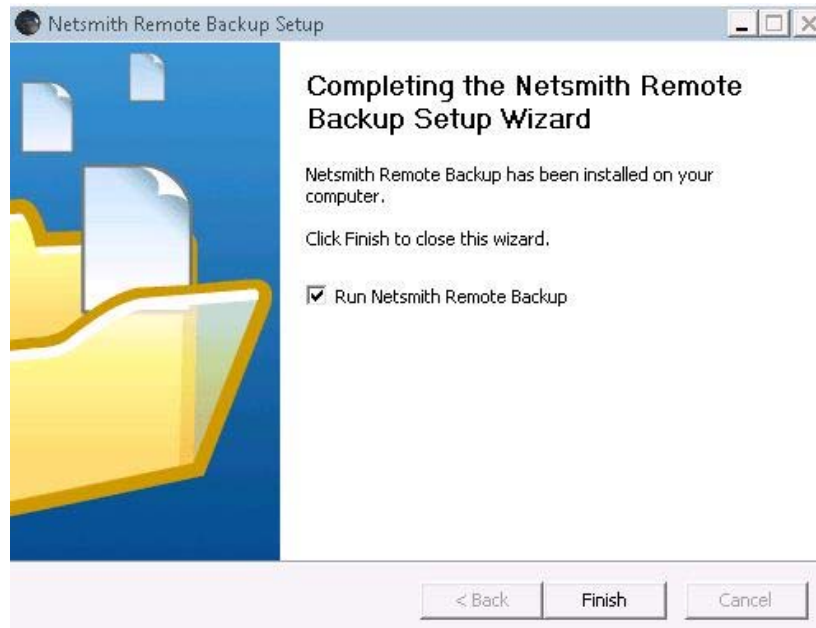 Netsmith Remote Backup Setup
Completing the Netsmith Remote
Backup Setup Wizard
Netsmith Remote Backup has been installed on your
computer.
Click Finish to close this wizard.
Run Netsmith Remote Backup
< Back
Finish
Cancel